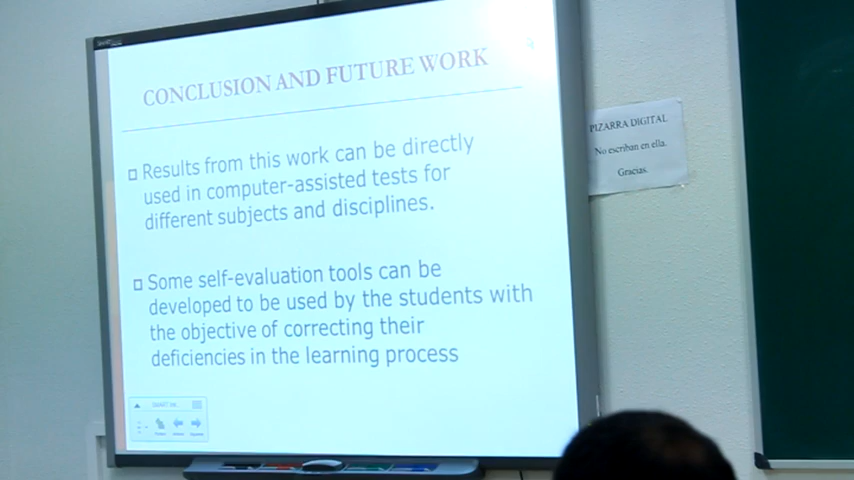 CONCLUSION AND FUTURE WORK
Results from this work can be directly
used in computer-assisted tests for
different subjects and disciplines.
Some self-evaluation tools can be
developed to be used by the students with
the objective of correcting their
deficiencies in the learning process
PIZARRA DIGITAL
No escriban en ella.
Gracias.